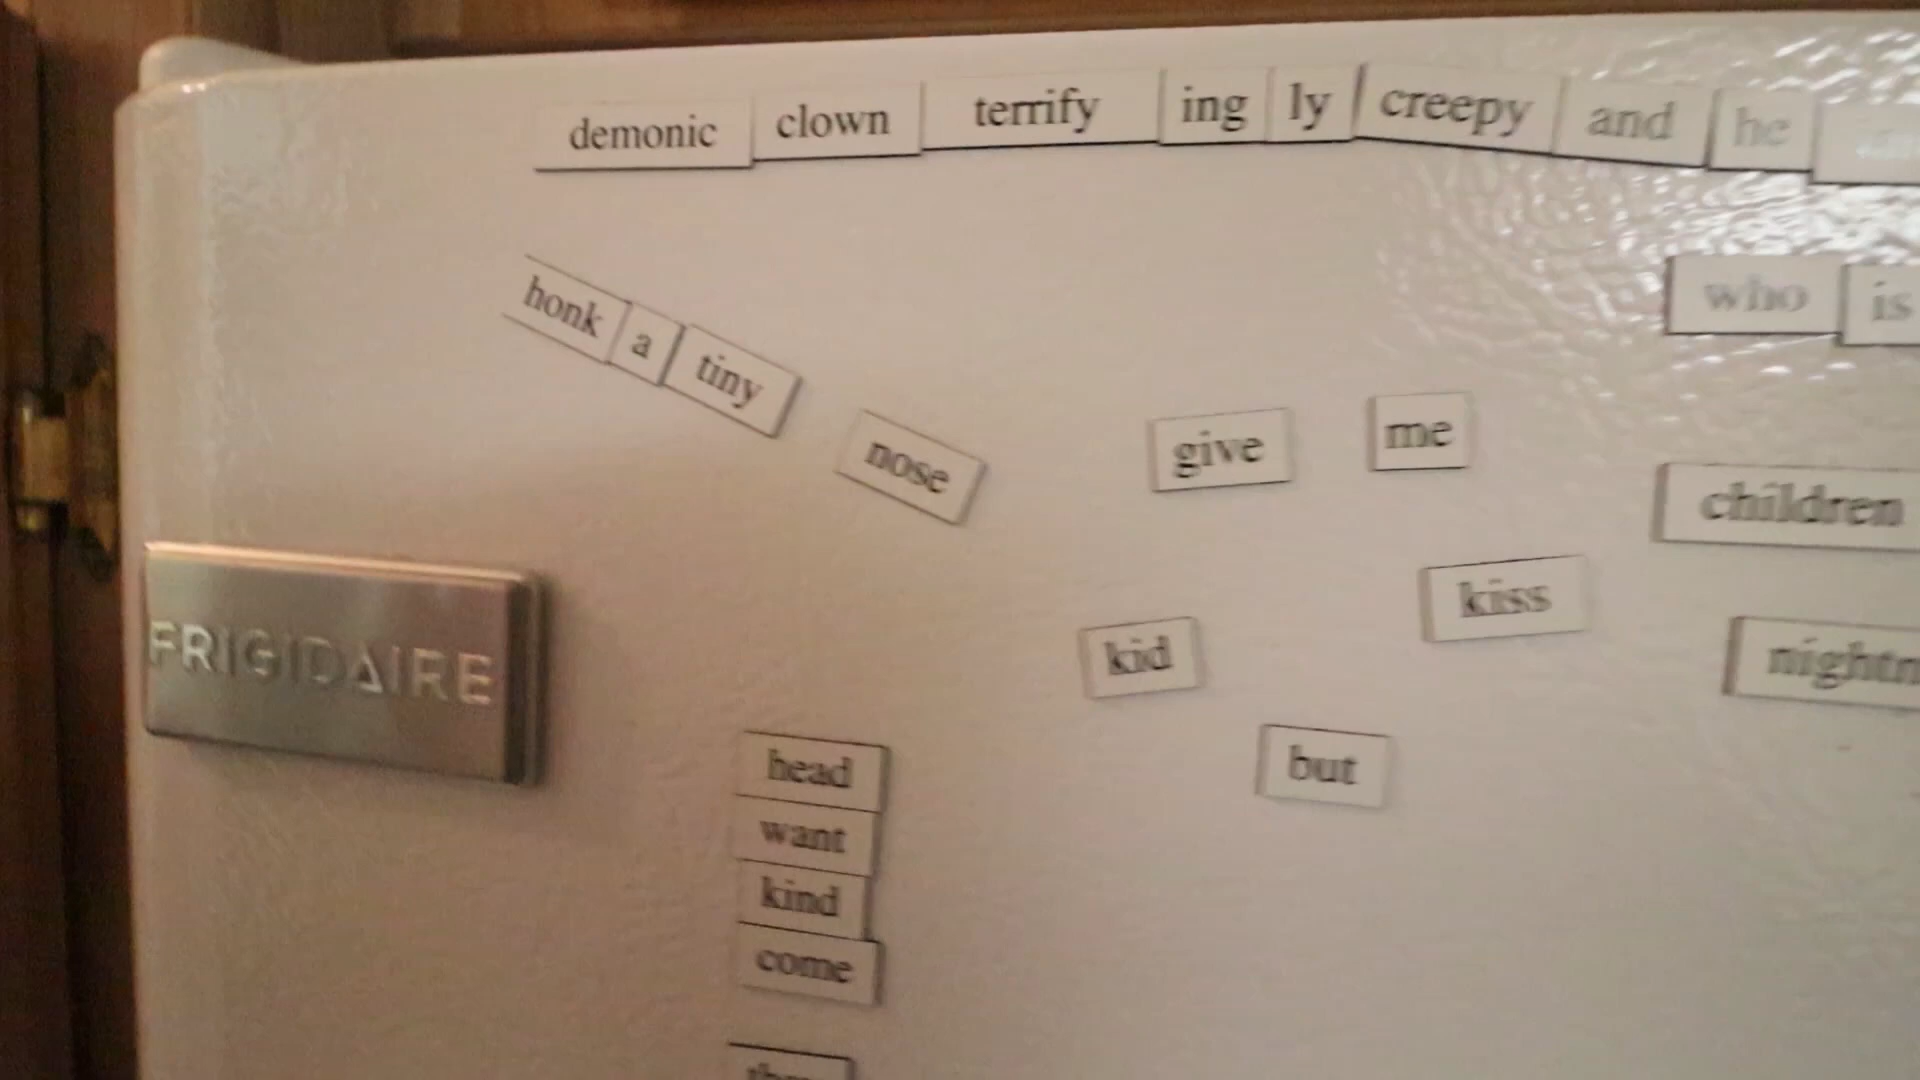 demonic clown terrify ing ly creepy and he
who is
honk a tiny nose
give me
children
kiss
kid
nightn
but
FRIGIDAIRE
head
want
kind
come